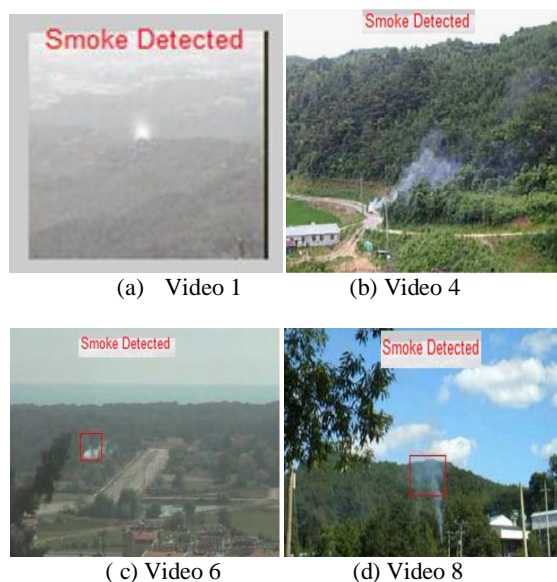 Smoke Detected
Smoke Detected
(a) Video 1
(b) Video 4
Smoke Detected
Smoke Detected
( c) Video 6
(d) Video 8